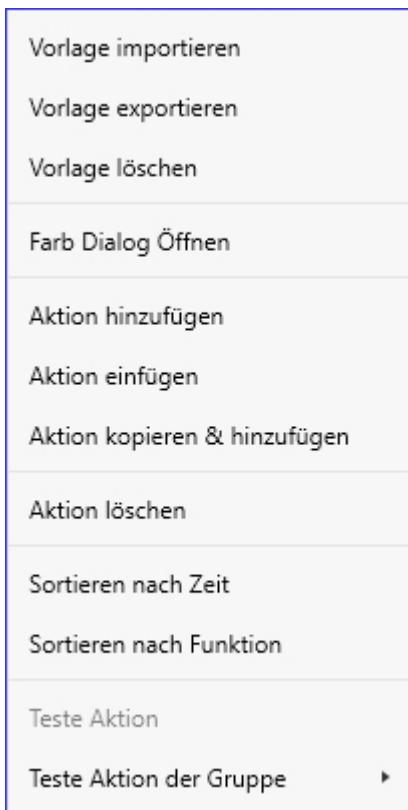 Vorlage importieren
Vorlage exportieren
Vorlage löschen
Farb Dialog Öffnen
Aktion hinzufügen
Aktion einfügen
Aktion kopieren & hinzufügen
Aktion löschen
Sortieren nach Zeit
Sortieren nach Funktion
Teste Aktion
Teste Aktion der Gruppe